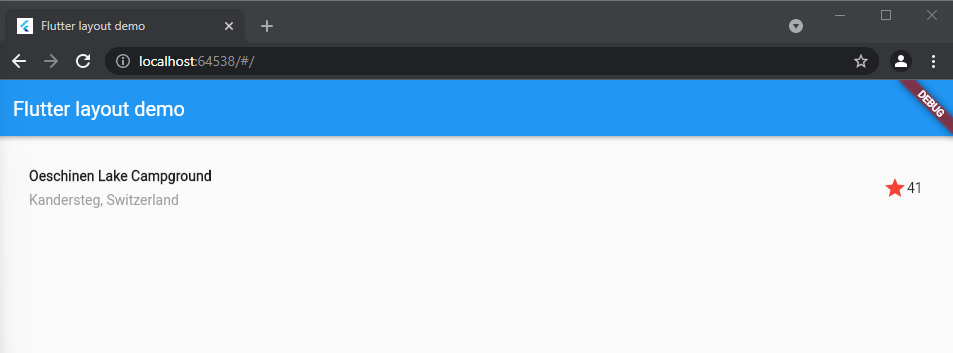 Flutter layout demo
localhost:64538/#/
Flutter layout demo
DEBUG
Oeschinen Lake Campground
Kandersteg, Switzerland
41